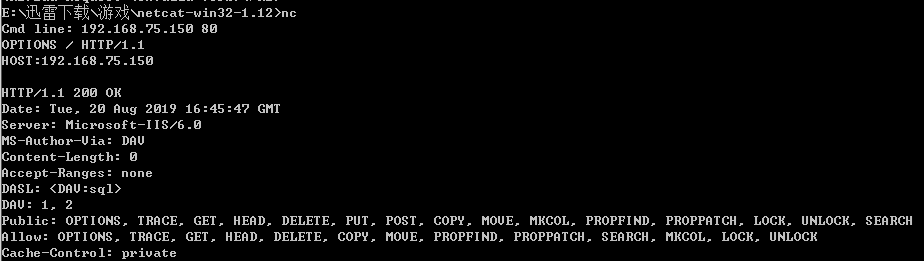 E:\迅雷下载\游戏\netcat-win32-1.12>nc
Cmd line: 192.168.75.150 80
OPTIONS / HTTP/1.1
HOST:192.168.75.150
HTTP/1.1 200 OK
Date: Tue, 20 Aug 2019 16:45:47 GMT
Server: Microsoft-IIS/6.0
MS-Author-Via: DAV
Content-Length: 0
Accept-Ranges: none
DASL: <DAV:sql>
DAV: 1, 2
Public: OPTIONS, TRACE, GET, HEAD, DELETE, PUT, POST, COPY, MOVE, MKCOL, PROPFIND, PROPPATCH, LOCK, UNLOCK, SEARCH
Allow: OPTIONS, TRACE, GET, HEAD, DELETE, COPY, MOVE, PROPFIND, PROPPATCH, SEARCH, MKCOL, LOCK, UNLOCK
Cache-Control: private